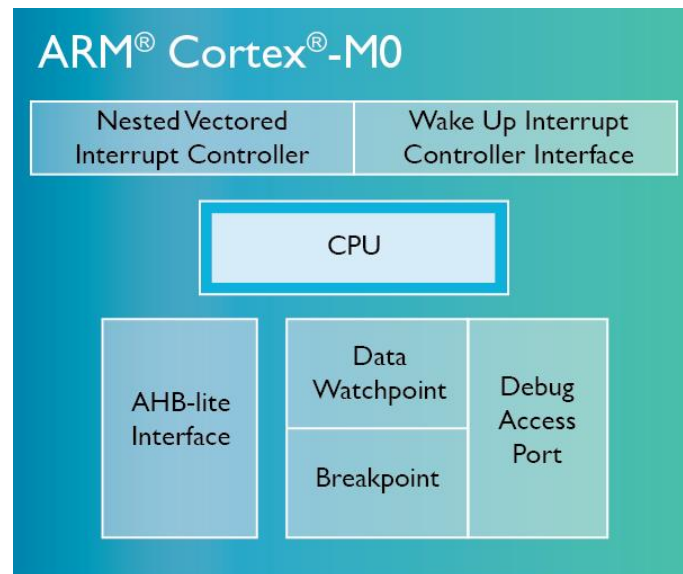 ARM® Cortex®-M0
Nested Vectored
Interrupt Controller
Wake Up Interrupt
Controller Interface
CPU
AHB-lite
Interface
Data
Watchpoint
Breakpoint
Debug
Access
Port